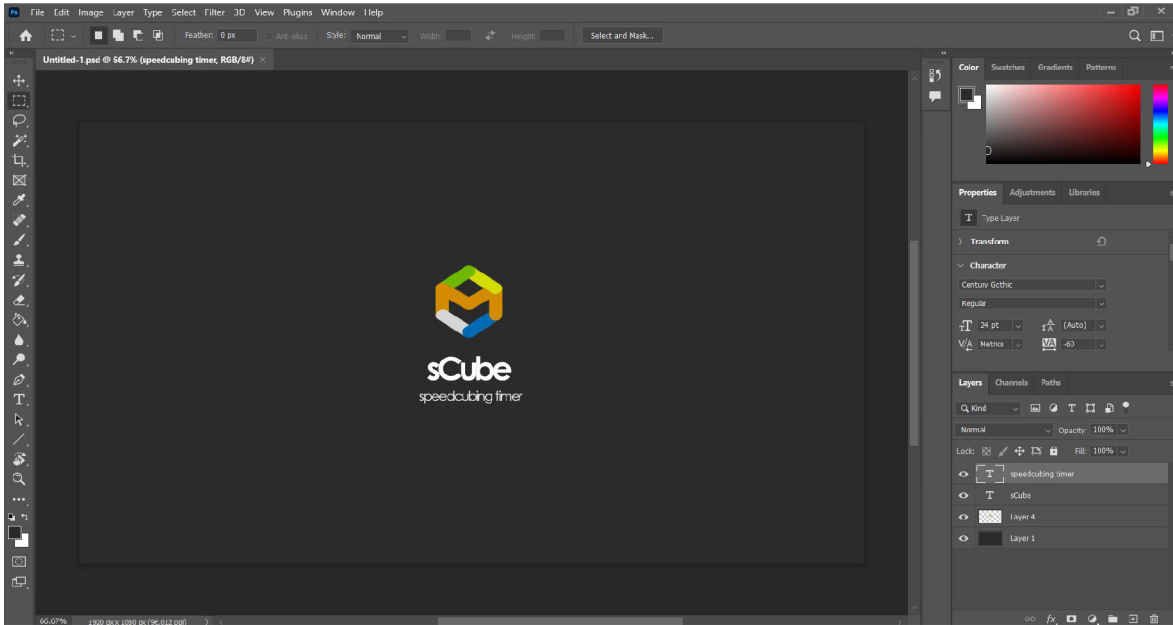 Ps File Edit Image Layer Type Select Filter 3D View Plugins Window Help
Feather: 0 px Anti-alias Style: Normal Width: Height: Select and Mask...
Untitled-1.psd @ 66.7% (speedcubing timer, RGB/8#) ×
Color Swatches Gradients Patterns
Properties Adjustments Libraries
T Type Layer
Transform
Character
Century Gothic
Regular
24 pt (Auto)
Metrics VA -60
sCube
speedcubing timer
Layers Channels Paths
Kind
Normal Opacity: 100%
Lock: Fill: 100%
T speedcubing timer
T sCube
Layer 4
Layer 1
66.67% 1920 px x 1080 px (96.012 ppi)
fx